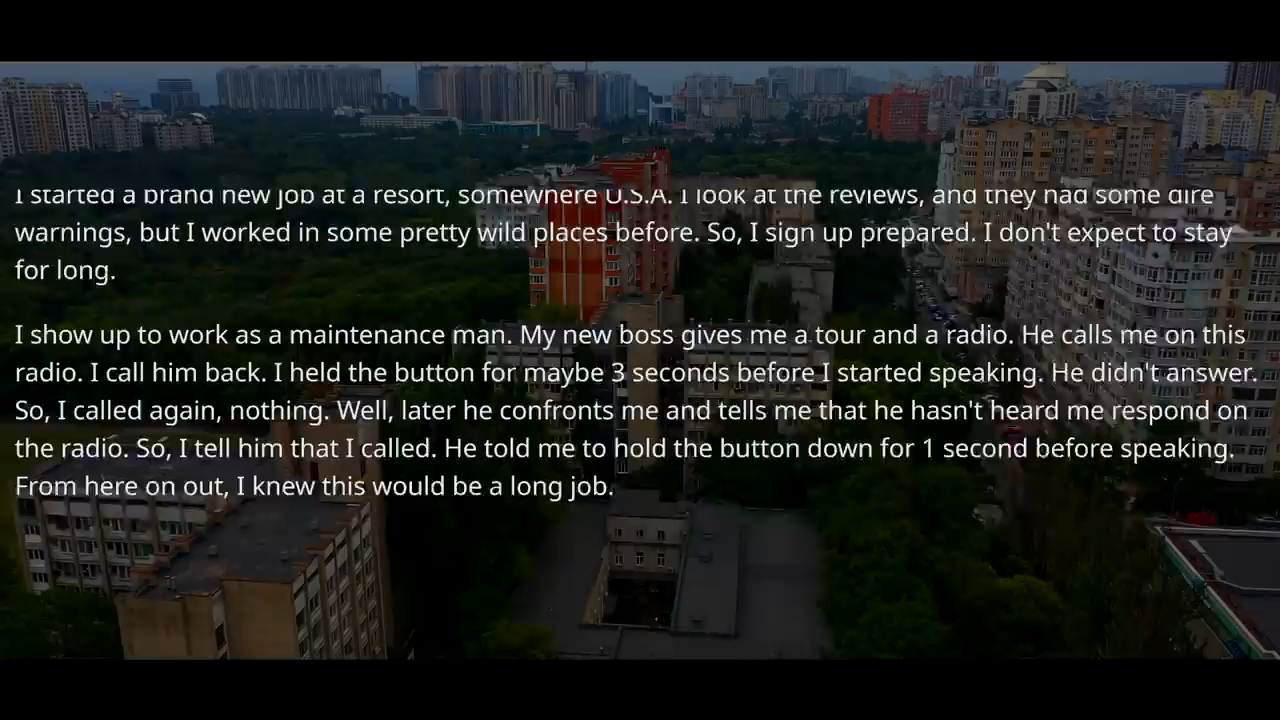 I started a brand new job at a resort, somewhere U.S.A. I look at the reviews, and they had some dire
warnings, but I worked in some pretty wild places before. So, I sign up prepared. I don't expect to stay
for long.
I show up to work as a maintenance man. My new boss gives me a tour and a radio. He calls me on this
radio. I call him back. I held the button for maybe 3 seconds before I started speaking. He didn't answer.
So, I called again, nothing. Well, later he confronts me and tells me that he hasn't heard me respond on
the radio. So, I tell him that I called. He told me to hold the button down for 1 second before speaking.
From here on out, I knew this would be a long job.